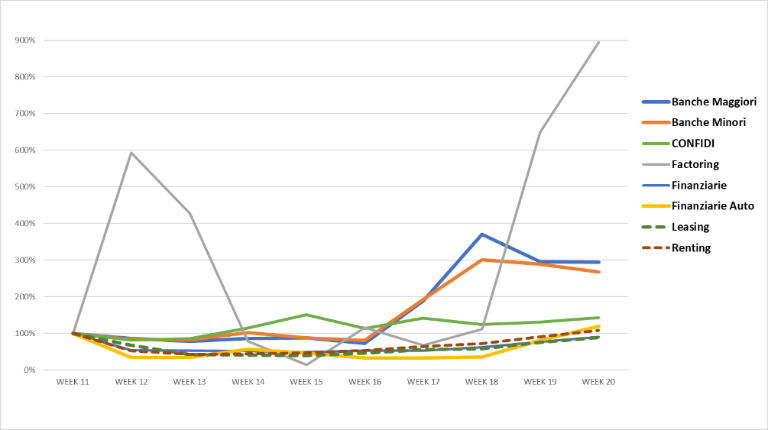 900%
800%
700%
600%
500%
400%
300%
200%
100%
0%
WEEK 11 WEEK 12 WEEK 13 WEEK 14 WEEK 15 WEEK 16 WEEK 17 WEEK 18 WEEK 19 WEEK 20
Banche Maggiori
Banche Minori
CONFIDI
Factoring
Finanziarie
Finanziarie Auto
Leasing
Renting